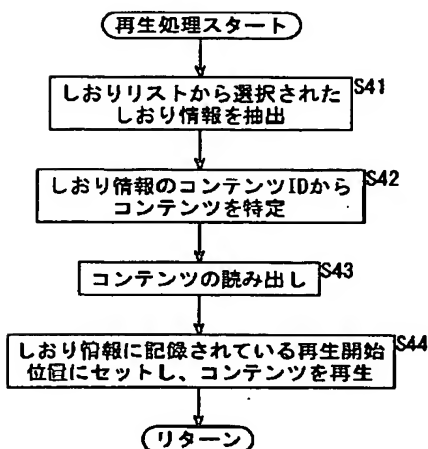 再生処理スタート
S41
しおりリストから選択された
しおり情報を抽出
S42
しおり情報のコンテンツIDから
コンテンツを特定
S43
コンテンツの読み出し
S44
しおり情報に記録されている再生開始
位置にセットし、コンテンツを再生
リターン